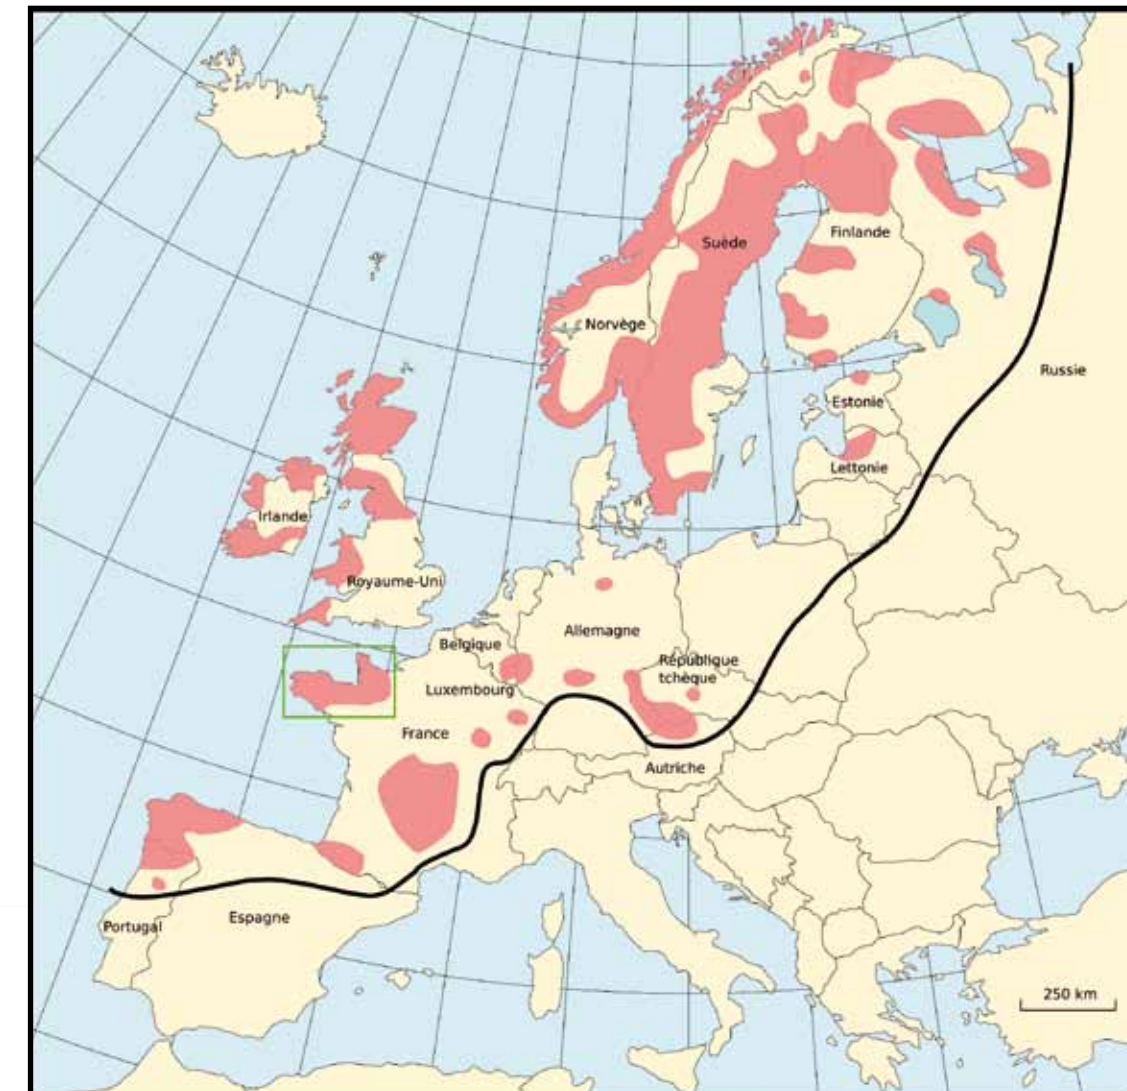 Suède
Finlande
Norvège
Russie
Estonie
Lettonie
Irlande
Royaume-Uni
Allemagne
Belgique
République
tchèque
Luxembourg
France
Autriche
Espagne
Portugal
250 km